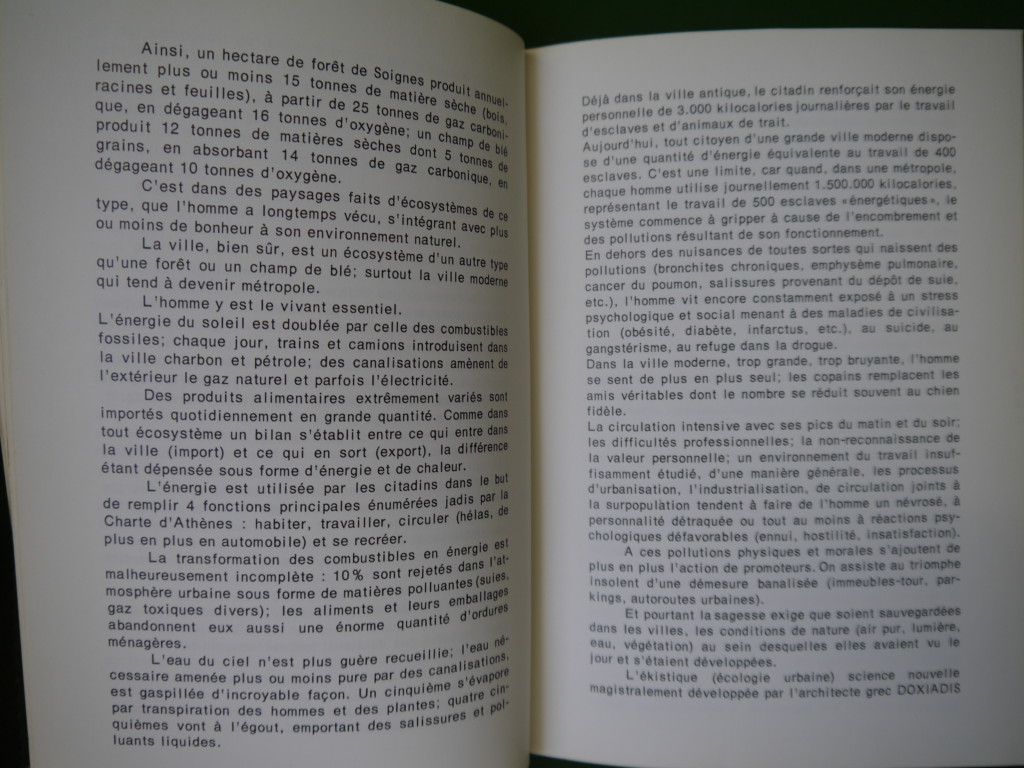 Ainsi, un hectare de forêt de Soignes produit annuel-
lement plus ou moins 15 tonnes de matière sèche (bois,
racines et feuilles), à partir de 25 tonnes de gaz carboni-
que, en dégageant 16 tonnes d'oxygène; un champ de blé
produit 12 tonnes de matières sèches dont 5 tonnes de
grains, en absorbant 14 tonnes de gaz carbonique, en
dégageant 10 tonnes d'oxygène.
C'est dans des paysages faits d'écosystèmes de ce
type, que l'homme a longtemps vécu, s'intégrant avec plus
ou moins de bonheur à son environnement naturel.
La ville, bien sûr, est un écosystème d'un autre type
qu'une forêt ou un champ de blé; surtout la ville moderne
qui tend à devenir métropole.
L'homme y est le vivant essentiel.
L'énergie du soleil est doublée par celle des combustibles
fossiles; chaque jour, trains et camions introduisent dans
la ville charbon et pétrole; des canalisations amènent de
l'extérieur le gaz naturel et parfois l'électricité.
Des produits alimentaires extrêmement variés sont
importés quotidiennement en grande quantité. Comme dans
tout écosystème un bilan s'établit entre ce qui entre dans
la ville (import) et ce qui en sort (export), la différence
étant dépensée sous forme d'énergie et de chaleur.
L'énergie est utilisée par les citadins dans le but
de remplir 4 fonctions principales énumérées jadis par la
Charte d'Athènes : habiter, travailler, circuler (hélas, de
plus en plus en automobile) et se recréer.
La transformation des combustibles en énergie est
malheureusement incomplète : 10 % sont rejetés dans l'at-
mosphère urbaine sous forme de matières polluantes (suies,
gaz toxiques divers); les aliments et leurs emballages
abandonnent eux aussi une énorme quantité d'ordures
ménagères.
L'eau du ciel n'est plus guère recueillie; l'eau né-
cessaire amenée plus ou moins pure par des canalisations,
est gaspillée d'incroyable façon. Un cinquième s'évapore
par transpiration des hommes et des plantes; quatre cin-
quièmes vont à l'égout, emportant des salissures et pol-
luants liquides.
Déjà dans la ville antique, le citadin renforçait son énergie
personnelle de 3.000 kilocalories journalières par le travail
d'esclaves et d'animaux de trait.
Aujourd'hui, tout citoyen d'une grande ville moderne dispo-
se d'une quantité d'énergie équivalente au travail de 400
esclaves. C'est une limite, car quand, dans une métropole,
chaque homme utilise journellement 1.500.000 kilocalories,
représentant le travail de 500 esclaves «énergétiques», le
système commence à gripper à cause de l'encombrement et
des pollutions résultant de son fonctionnement.
En dehors des nuisances de toutes sortes qui naissent des
pollutions (bronchites chroniques, emphysème pulmonaire,
cancer du poumon, salissures provenant du dépôt de suie,
etc.), l'homme vit encore constamment exposé à un stress
psychologique et social menant à des maladies de civilisa-
tion (obésité, diabète, infarctus, etc.), au suicide, au
gangstérisme, au refuge dans la drogue.
Dans la ville moderne, trop grande, trop bruyante, l'homme
se sent de plus en plus seul; les copains remplacent les
amis véritables dont le nombre se réduit souvent au chien
fidèle.
La circulation intensive avec ses pics du matin et du soir;
les difficultés professionnelles; la non-reconnaissance de
la valeur personnelle; un environnement du travail insuf-
fisamment étudié, d'une manière générale, les processus
d'urbanisation, l'industrialisation, de circulation joints à
la surpopulation tendent à faire de l'homme un névrosé, à
personnalité détraquée ou tout au moins à réactions psy-
chologiques défavorables (ennui, hostilité, insatisfaction).
A ces pollutions physiques et morales s'ajoutent de
plus en plus l'action de promoteurs. On assiste au triomphe
insolent d'une démesure banalisée (immeubles-tour, par-
kings, autoroutes urbaines).
Et pourtant la sagesse exige que soient sauvegardées
dans les villes, les conditions de nature (air pur, lumière,
eau, végétation) au sein desquelles elles avaient vu le
jour et s'étaient développées.
L'ékistique (écologie urbaine) science nouvelle
magistralement développée par l'architecte grec DOXIADIS